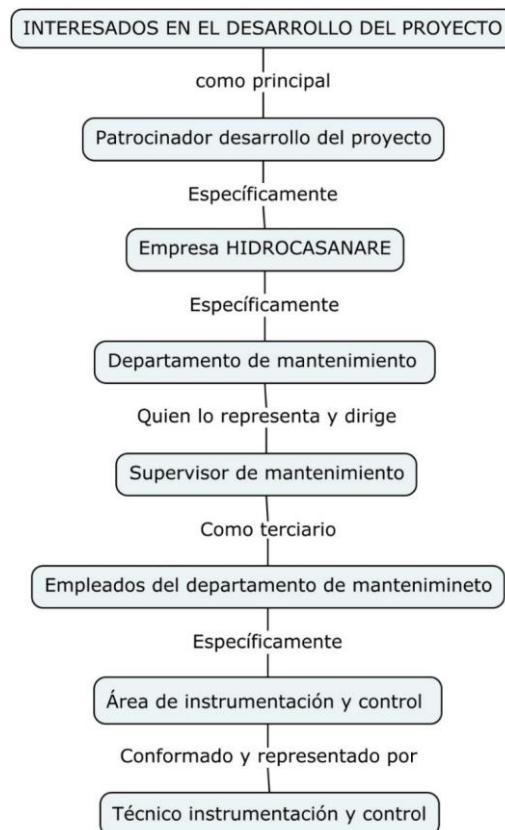 INTERESADOS EN EL DESARROLLO DEL PROYECTO
como principal
Patrocinador desarrollo del proyecto
Específicamente
Empresa HIDROCASANARE
Específicamente
Departamento de mantenimiento
Quien lo representa y dirige
Supervisor de mantenimiento
Como terciario
Empleados del departamento de mantenimineto
Específicamente
Área de instrumentación y control
Conformado y representado por
Técnico instrumentación y control